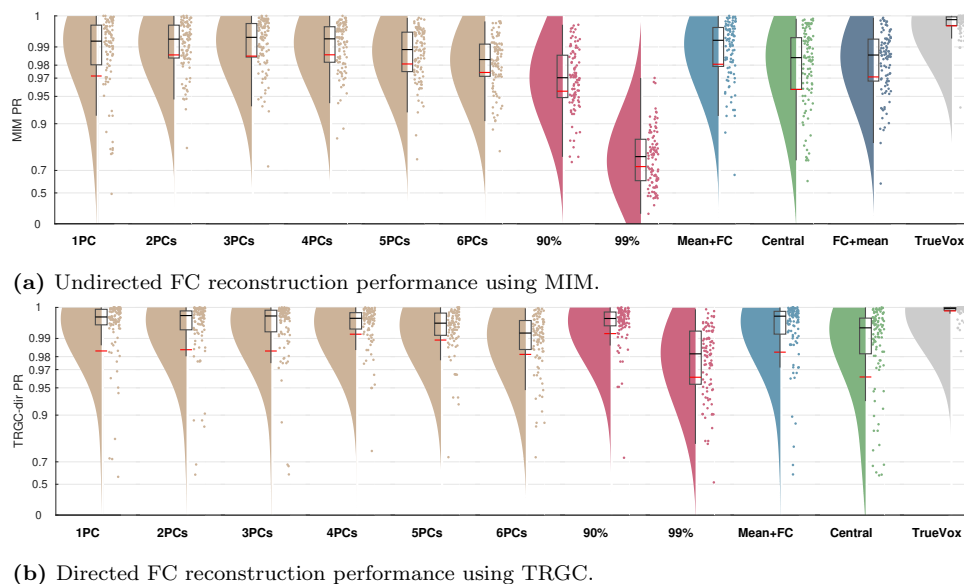 1
0.99
0.98
0.97
0.95
0.9
0.7
0.5
0
MIM PR
1PC 2PCs 3PCs 4PCs 5PCs 6PCs 90% 99% Mean+FC Central FC+mean TrueVox
(a) Undirected FC reconstruction performance using MIM.
1
0.99
0.98
0.95
0.9
0.7
0.5
0
TRGC-dir PR
1PC 2PCs 3PCs 4PCs 5PCs 6PCs 90% 99% Mean+FC Central TrueVox
(b) Directed FC reconstruction performance using TRGC.